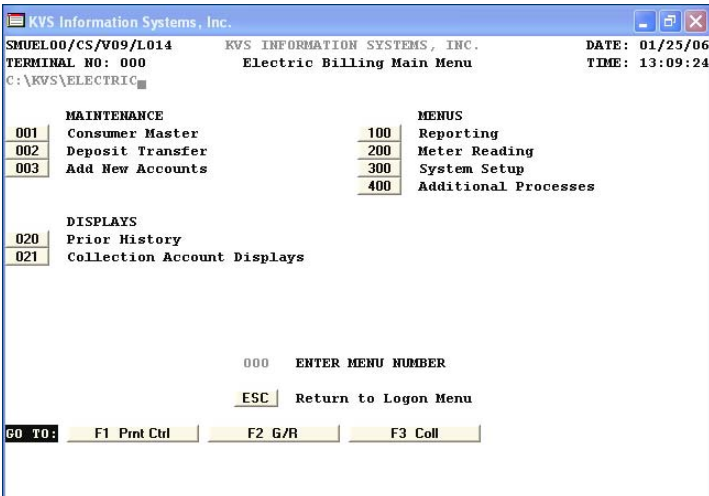 KVS Information Systems, Inc.
SMUEL00/CS/V09/L014 KVS INFORMATION SYSTEMS, INC. DATE: 01/25/06
TERMINAL NO: 000 Electric Billing Main Menu TIME: 13:09:24
C:\KVS\ELECTRIC
MAINTENANCE MENUS
001 Consumer Master 100 Reporting
002 Deposit Transfer 200 Meter Reading
003 Add New Accounts 300 System Setup
400 Additional Processes
DISPLAYS
020 Prior History
021 Collection Account Displays
000 ENTER MENU NUMBER
ESC Return to Logon Menu
GO TO: F1 Prnt Ctrl F2 G/R F3 Coll